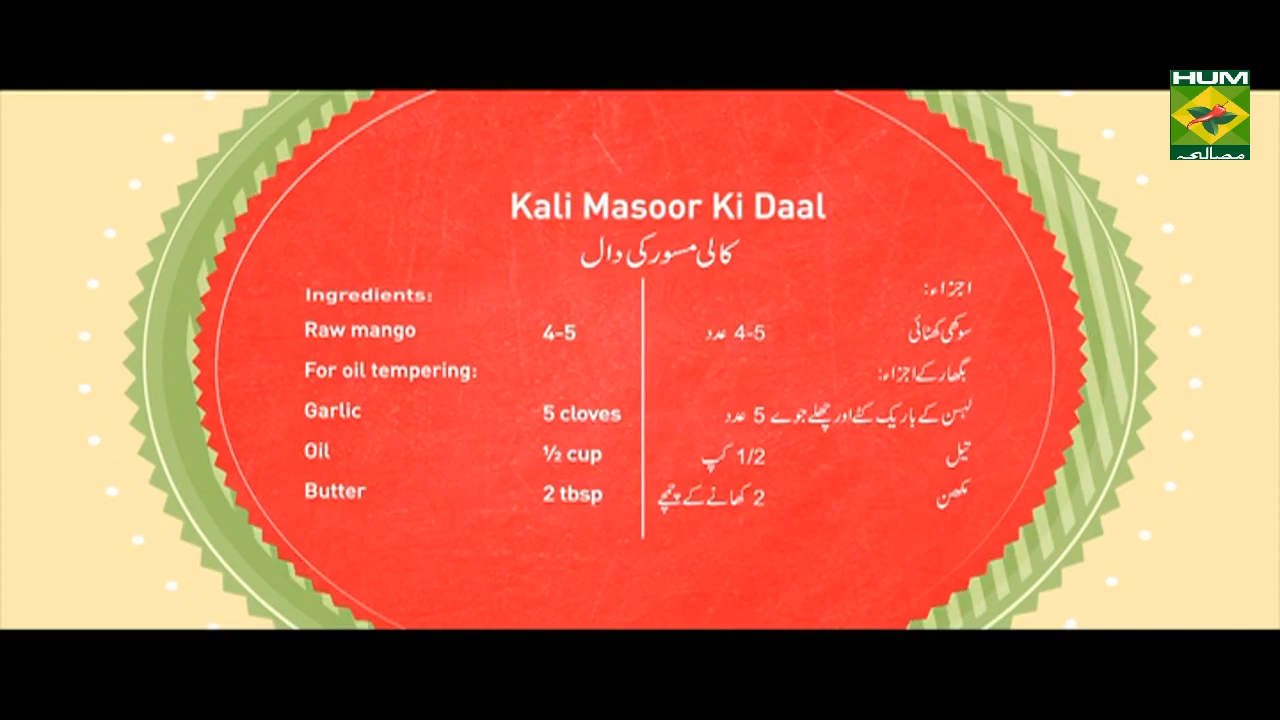 HUM
مصالحہ
Kali Masoor Ki Daal
کالی مسور کی دال
Ingredients:
Raw mango 4-5
For oil tempering:
Garlic 5 cloves
Oil ½ cup
Butter 2 tbsp
اجزاء:
سوکھی کھٹائی 4-5 عدد
بگھار کے اجزاء:
لہسن کے باریک کٹے اور چھلے جوے 5 عدد
تیل 1/2 کپ
مکھن 2 کھانے کے چمچے